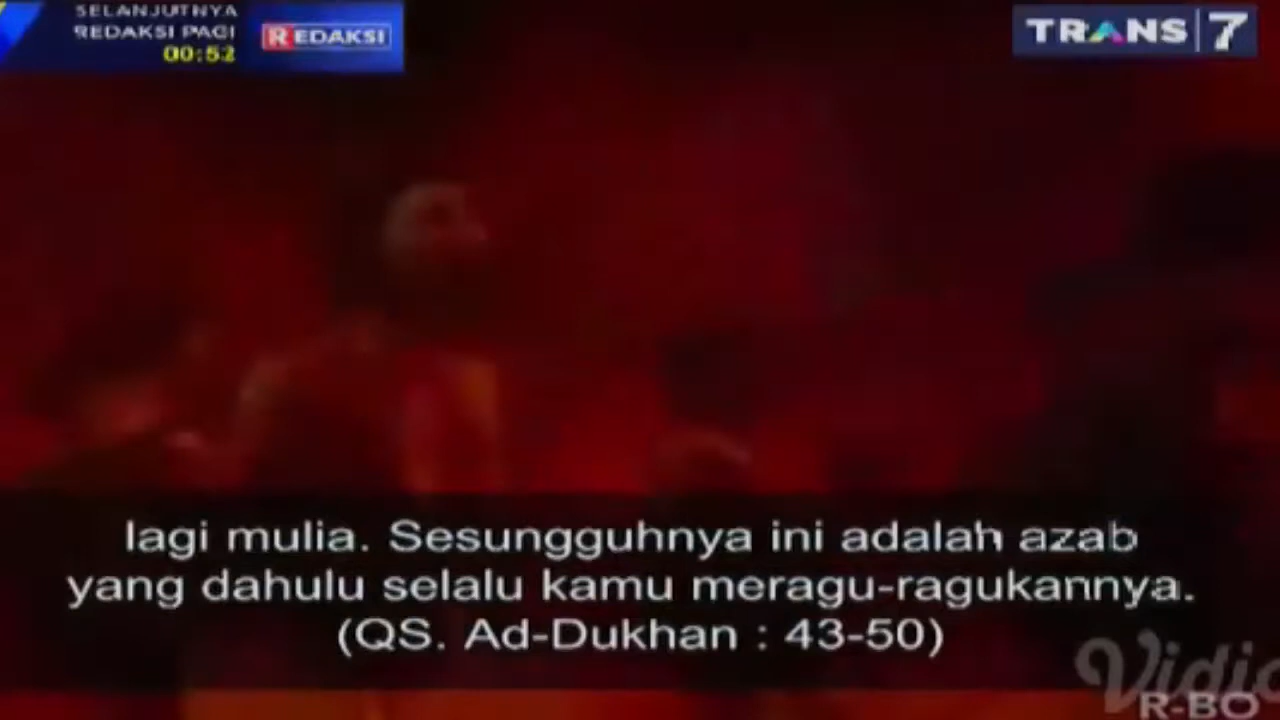 SELANJUTNYA
REDAKSI PAGI
00:52
REDAKSI
TRANS|7
lagi mulia. Sesungguhnya ini adalah azab
yang dahulu selalu kamu meragu-ragukannya.
(QS. Ad-Dukhan : 43-50)
Vidio
R-BO